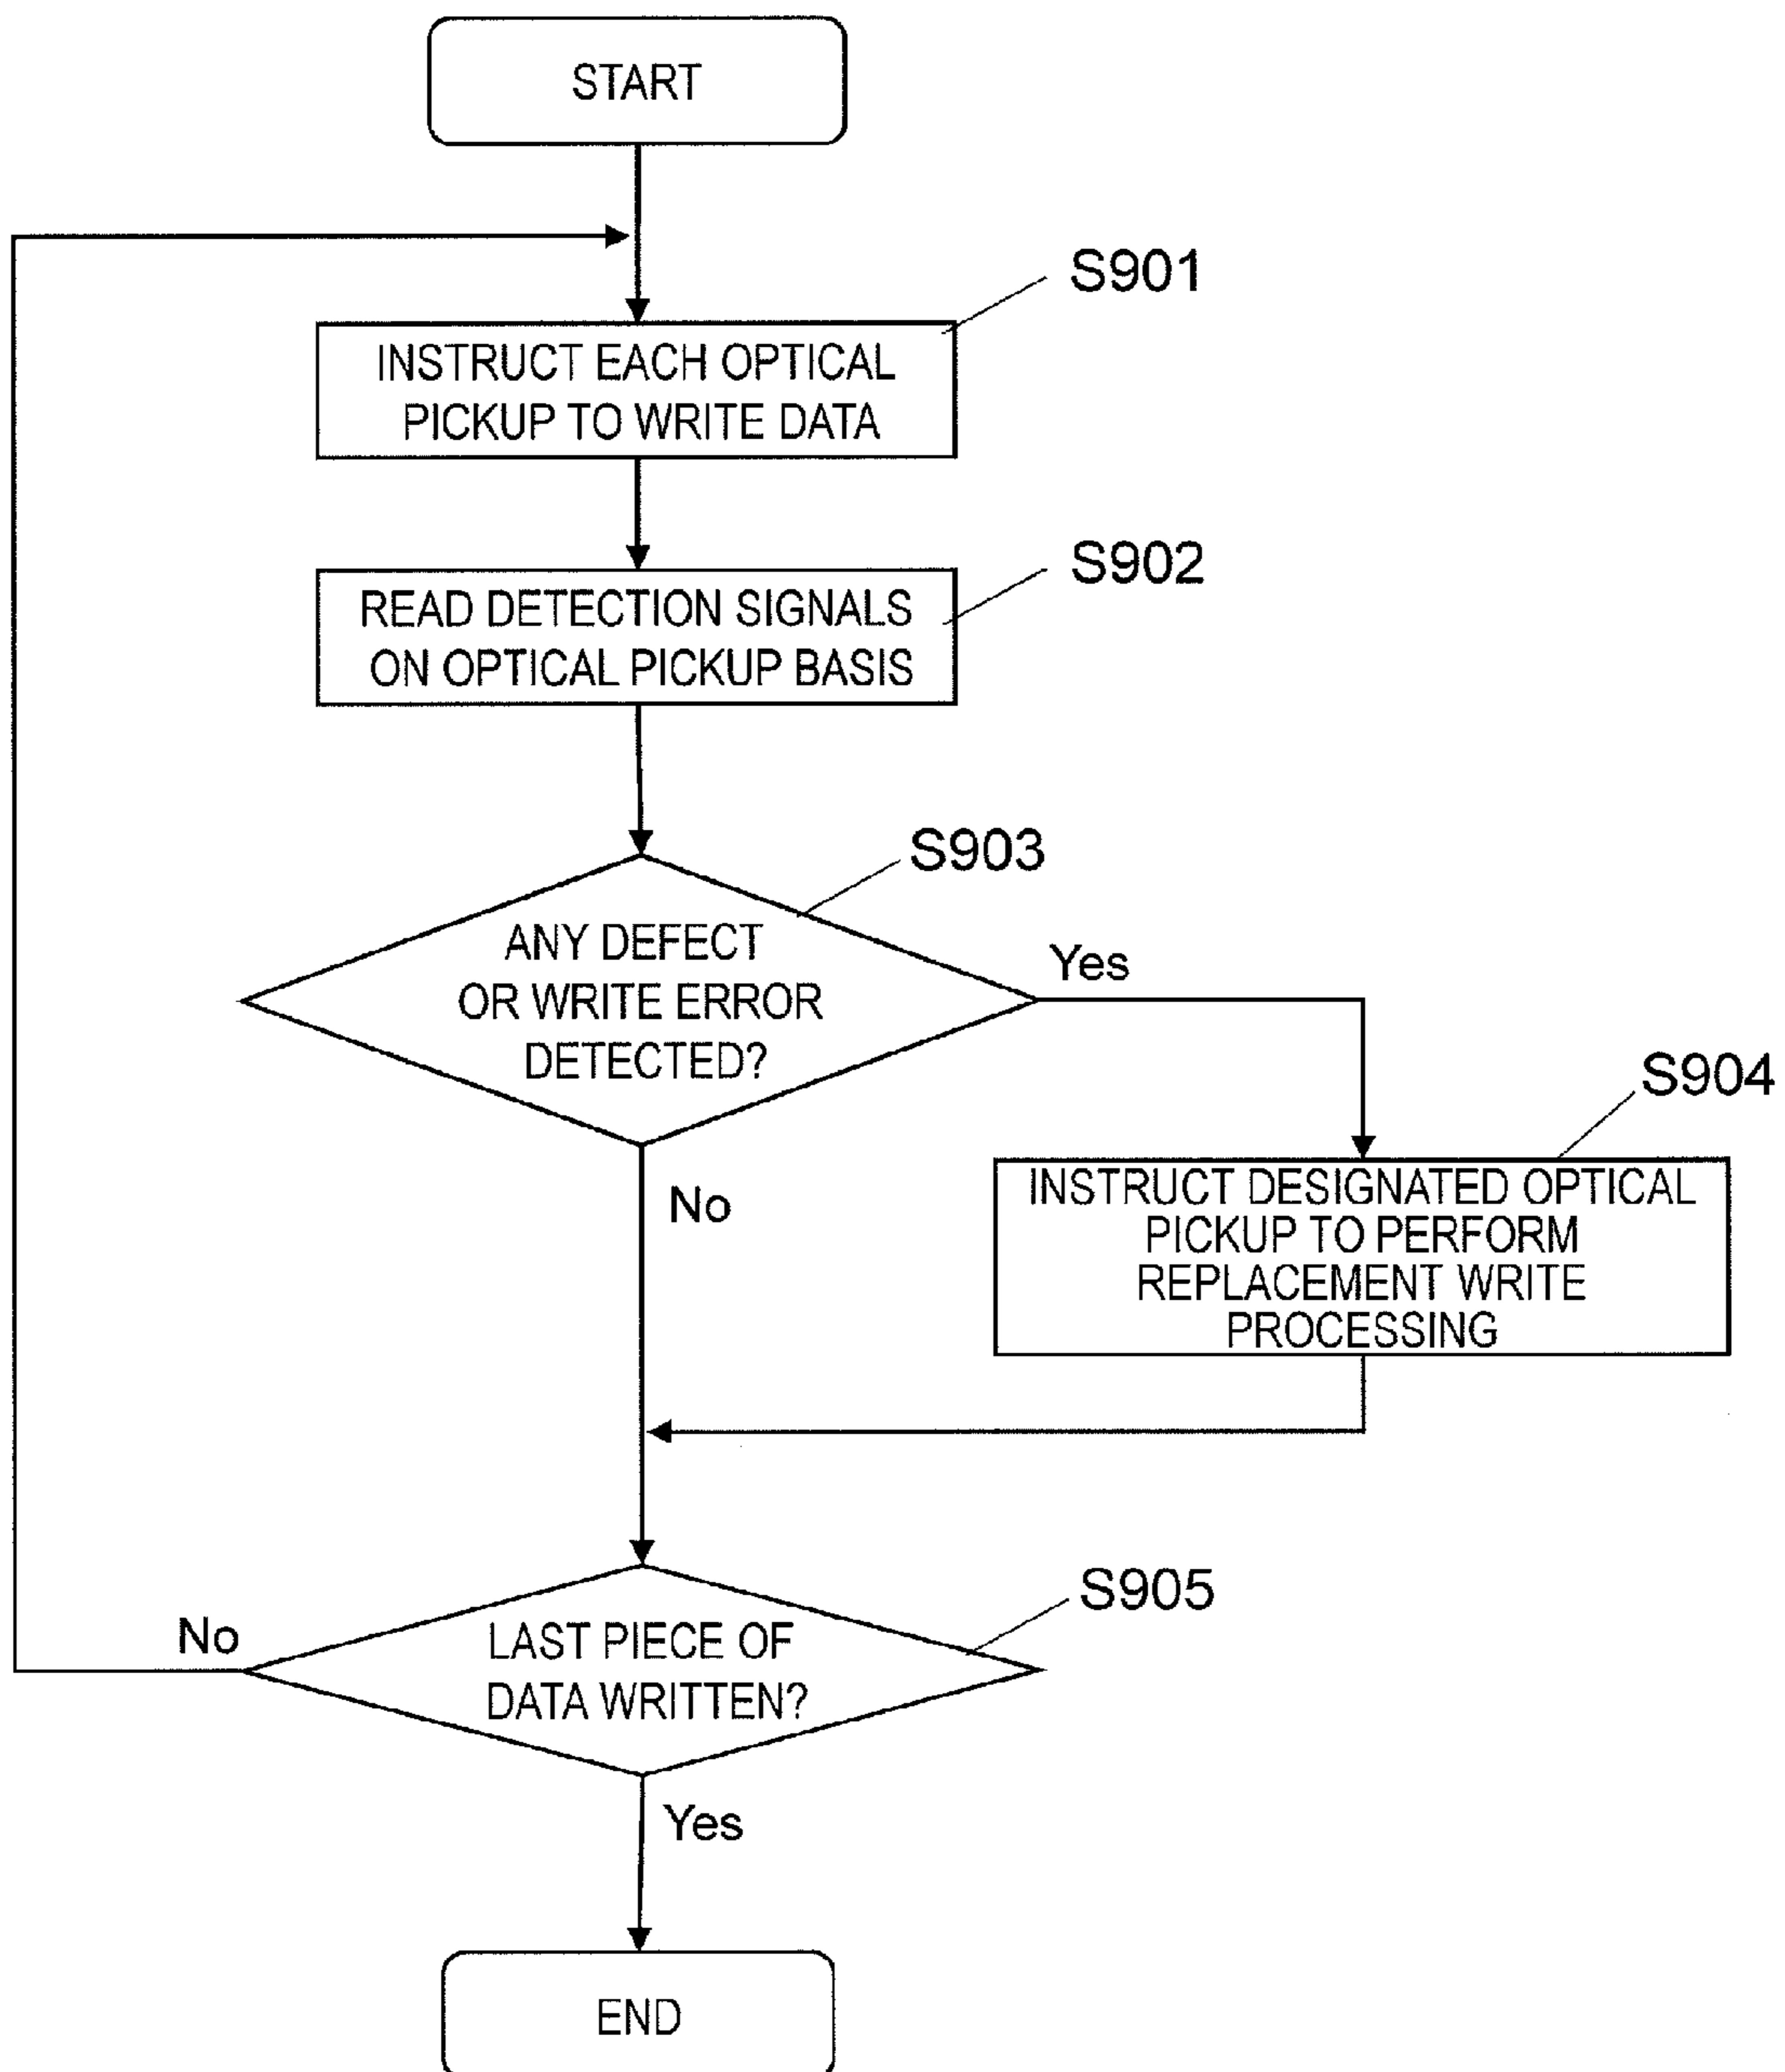 START
S901
INSTRUCT EACH OPTICAL
PICKUP TO WRITE DATA
S902
READ DETECTION SIGNALS
ON OPTICAL PICKUP BASIS
S903
ANY DEFECT
OR WRITE ERROR
DETECTED?
Yes
No
S904
INSTRUCT DESIGNATED OPTICAL
PICKUP TO PERFORM
REPLACEMENT WRITE
PROCESSING
S905
LAST PIECE OF
DATA WRITTEN?
No
Yes
END